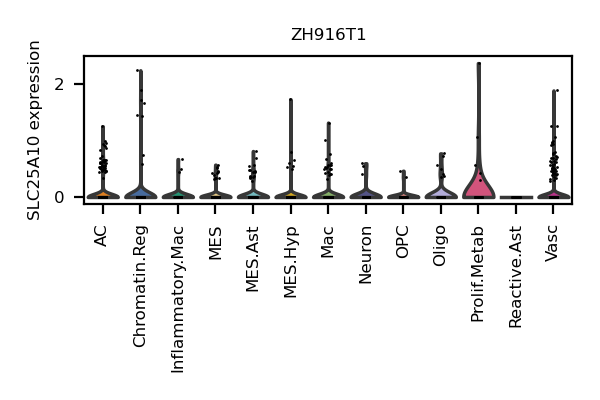 ZH916T1
SLC25A10 expression
2
0
AC
Chromatin.Reg
Inflammatory.Mac
MES
MES.Ast
MES.Hyp
Mac
Neuron
OPC
Oligo
Prolif.Metab
Reactive.Ast
Vasc